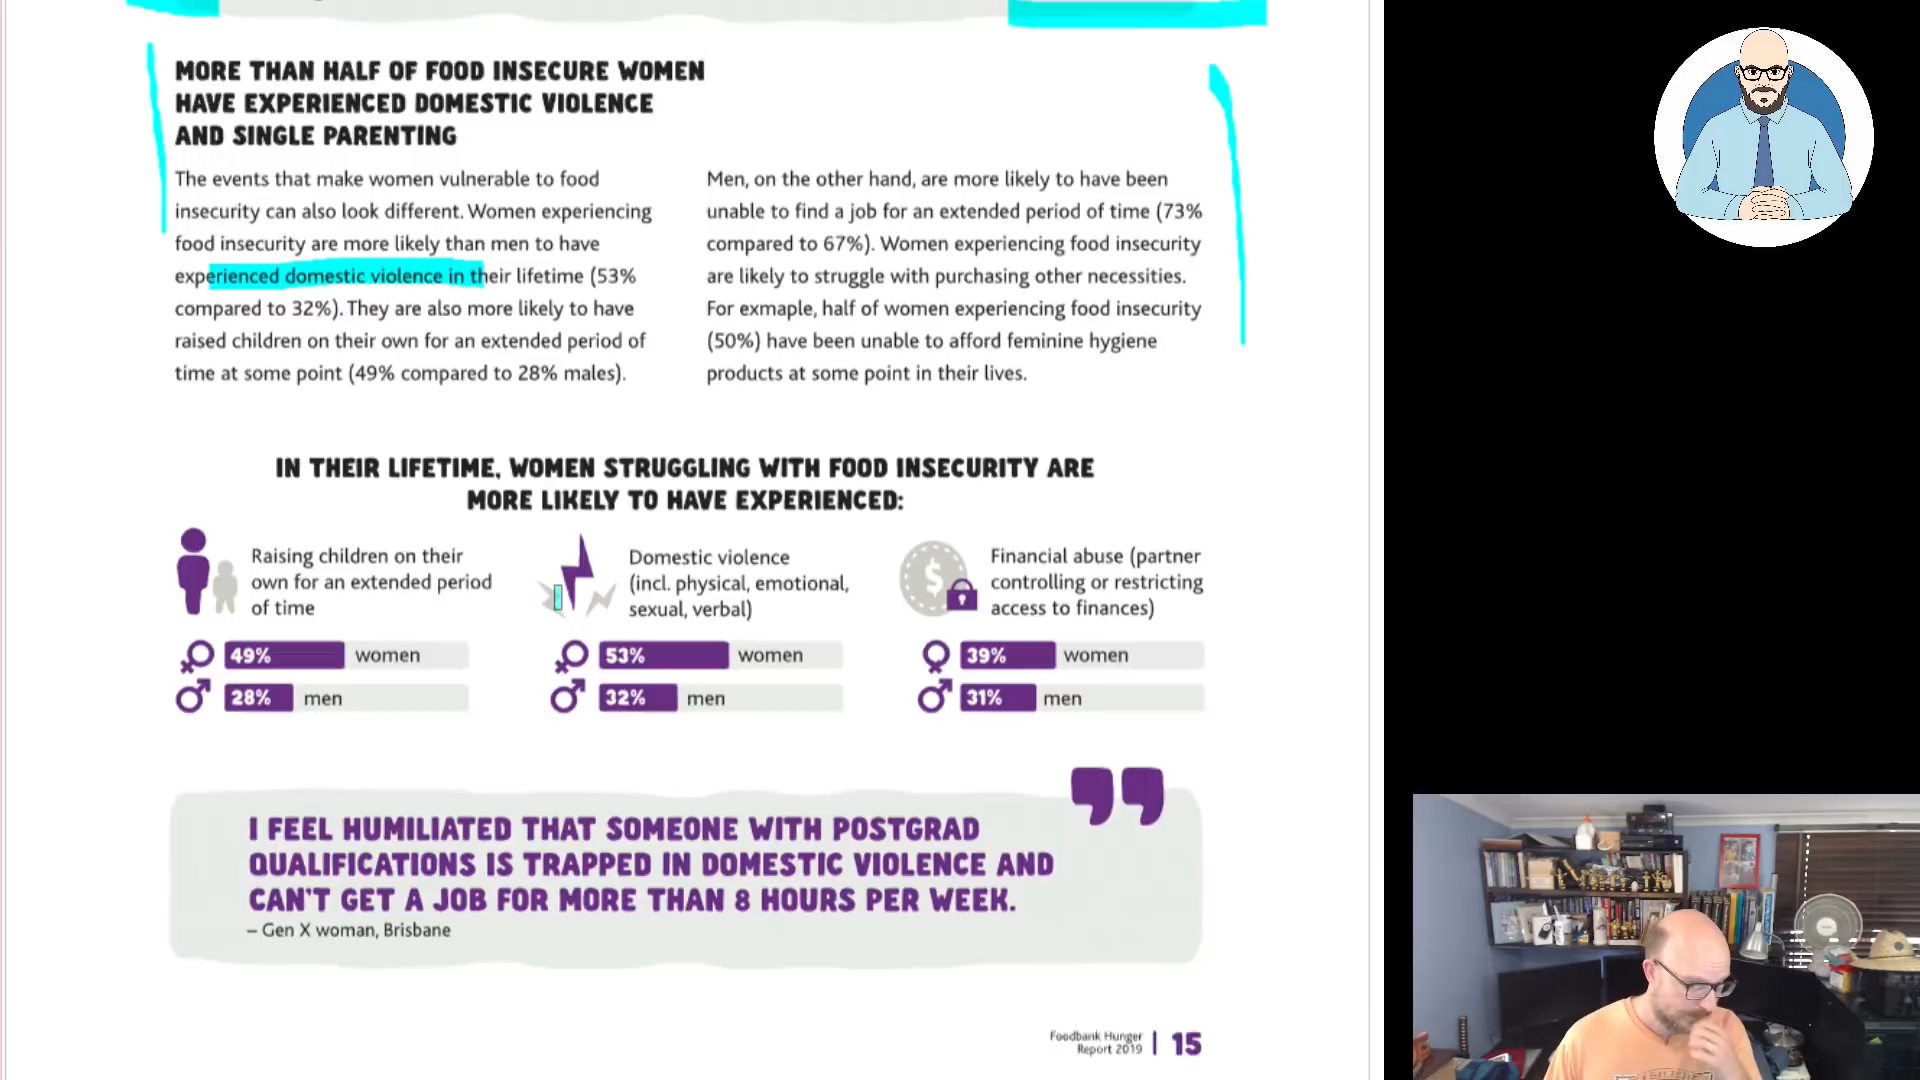 MORE THAN HALF OF FOOD INSECURE WOMEN
HAVE EXPERIENCED DOMESTIC VIOLENCE
AND SINGLE PARENTING
The events that make women vulnerable to food
insecurity can also look different. Women experiencing
food insecurity are more likely than men to have
experienced domestic violence in their lifetime (53%
compared to 32%). They are also more likely to have
raised children on their own for an extended period of
time at some point (49% compared to 28% males).
Men, on the other hand, are more likely to have been
unable to find a job for an extended period of time (73%
compared to 67%). Women experiencing food insecurity
are likely to struggle with purchasing other necessities.
For exmaple, half of women experiencing food insecurity
(50%) have been unable to afford feminine hygiene
products at some point in their lives.
IN THEIR LIFETIME, WOMEN STRUGGLING WITH FOOD INSECURITY ARE
MORE LIKELY TO HAVE EXPERIENCED:
Raising children on their
own for an extended period
of time
49% women
28% men
Domestic violence
(incl. physical, emotional,
sexual, verbal)
53% women
32% men
Financial abuse (partner
controlling or restricting
access to finances)
39% women
31% men
I FEEL HUMILIATED THAT SOMEONE WITH POSTGRAD
QUALIFICATIONS IS TRAPPED IN DOMESTIC VIOLENCE AND
CAN'T GET A JOB FOR MORE THAN 8 HOURS PER WEEK.
– Gen X woman, Brisbane
Foodbank Hunger
Report 2019 | 15